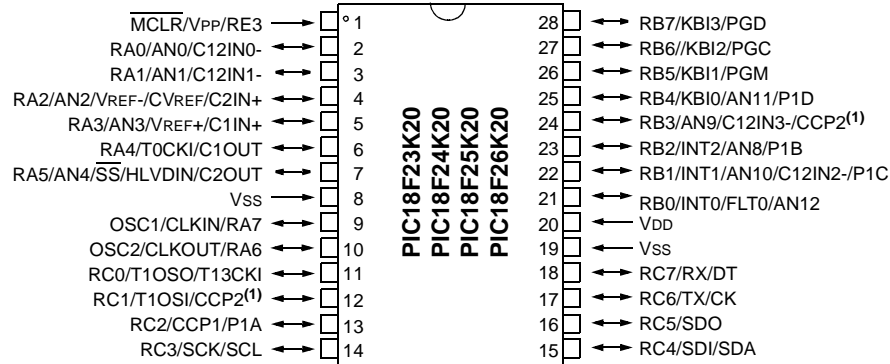 MCLR/VPP/RE3 1
RA0/AN0/C12IN0- 2
RA1/AN1/C12IN1- 3
RA2/AN2/VREF-/CVREF/C2IN+ 4
RA3/AN3/VREF+/C1IN+ 5
RA4/T0CKI/C1OUT 6
RA5/AN4/SS/HLVDIN/C2OUT 7
VSS 8
OSC1/CLKIN/RA7 9
OSC2/CLKOUT/RA6 10
RC0/T1OSO/T13CKI 11
RC1/T1OSI/CCP2(1) 12
RC2/CCP1/P1A 13
RC3/SCK/SCL 14
PIC18F23K20
PIC18F24K20
PIC18F25K20
PIC18F26K20
28 RB7/KBI3/PGD
27 RB6//KBI2/PGC
26 RB5/KBI1/PGM
25 RB4/KBI0/AN11/P1D
24 RB3/AN9/C12IN3-/CCP2(1)
23 RB2/INT2/AN8/P1B
22 RB1/INT1/AN10/C12IN2-/P1C
21 RB0/INT0/FLT0/AN12
20 VDD
19 VSS
18 RC7/RX/DT
17 RC6/TX/CK
16 RC5/SDO
15 RC4/SDI/SDA